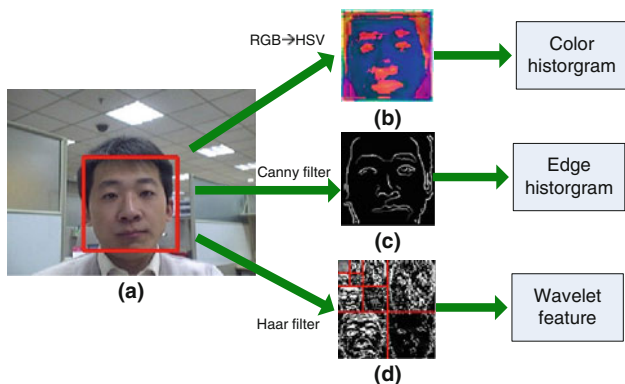 RGB→HSV
(b)
Color
historgram
(a)
Canny filter
(c)
Edge
historgram
Haar filter
(d)
Wavelet
feature